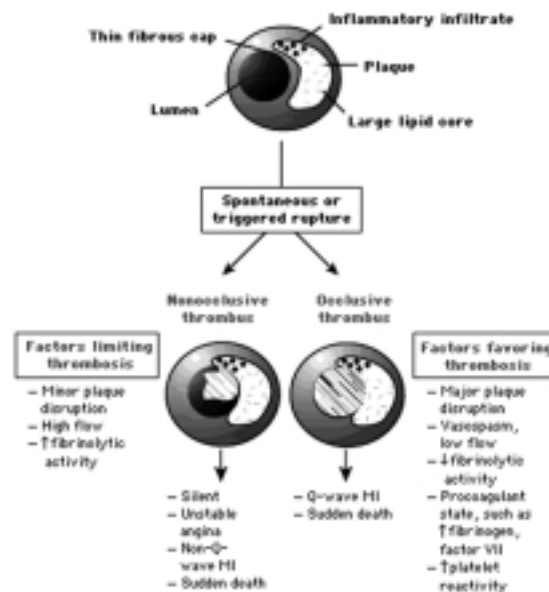 Inflammatory infiltrate
Thin fibrous cap
Plaque
Lumen
Large lipid core
Spontaneous or
triggered rupture
Nonocclusive
thrombus
Occlusive
thrombus
Factors limiting
thrombosis
– Minor plaque
disruption
– High flow
– ↑fibrinolytic
activity
Factors favoring
thrombosis
– Major plaque
disruption
– Vasospasm,
low flow
– ↓fibrinolytic
activity
– Procoagulant
state, such as
↑fibrinogen,
factor VII
– ↑platelet
reactivity
– Silent
– Unstable
angina
– Non-Q-
wave MI
– Sudden death
– Q-wave MI
– Sudden death